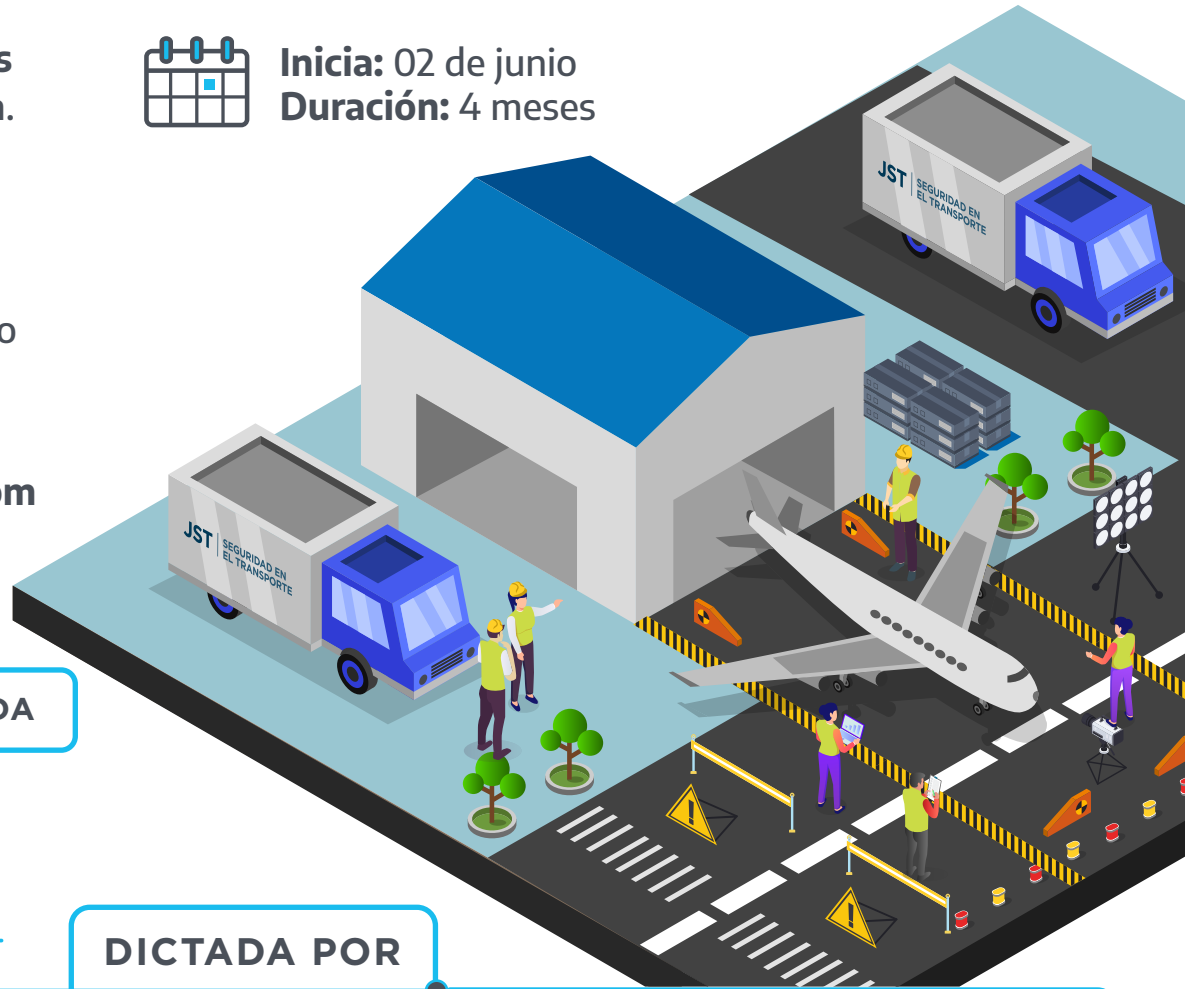 Inicia: 02 de junio
Duración: 4 meses
JST
SEGURIDAD EN
EL TRANSPORTE
JST
SEGURIDAD EN
EL TRANSPORTE
DICTADA POR